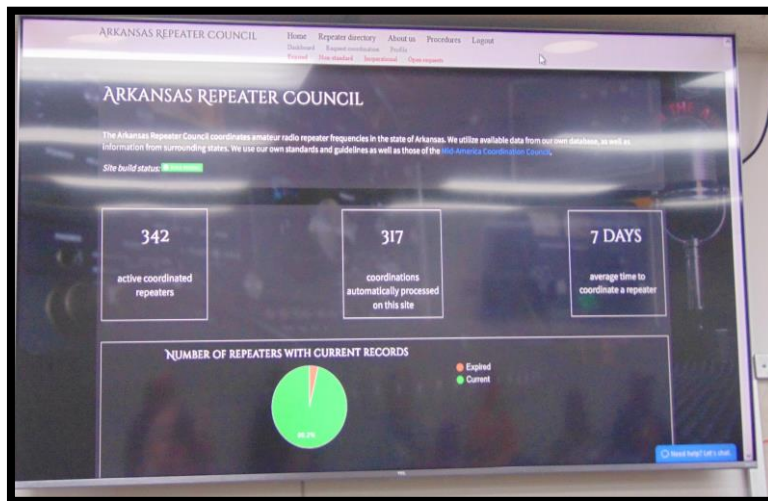 ARKANSAS REPEATER COUNCIL
Home Repeater directory About us Procedures Logout
Dashboard Request coordination Profile
Expired Non-standard International Open requests
ARKANSAS REPEATER COUNCIL
The Arkansas Repeater Council coordinates amateur radio repeater frequencies in the state of Arkansas. We utilize available data from our own database, as well as
information from surrounding states. We use our own standards and guidelines as well as those of the Mid-America Coordination Council.
Site build status:
342
active coordinated
repeaters
317
coordinations
automatically processed
on this site
7 DAYS
average time to
coordinate a repeater
NUMBER OF REPEATERS WITH CURRENT RECORDS
Expired
Current
Need help? Let's chat.
TCL